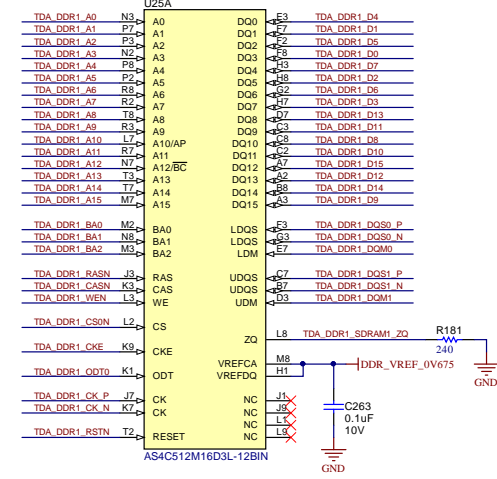 U25A
TDA_DDR1_A0 N3 A0 DQ0 E3 TDA_DDR1_D4
TDA_DDR1_A1 P7 A1 DQ1 F7 TDA_DDR1_D1
TDA_DDR1_A2 P3 A2 DQ2 F2 TDA_DDR1_D5
TDA_DDR1_A3 N2 A3 DQ3 F8 TDA_DDR1_D0
TDA_DDR1_A4 P8 A4 DQ4 H3 TDA_DDR1_D7
TDA_DDR1_A5 P2 A5 DQ5 H8 TDA_DDR1_D2
TDA_DDR1_A6 R8 A6 DQ6 G2 TDA_DDR1_D6
TDA_DDR1_A7 R2 A7 DQ7 H7 TDA_DDR1_D3
TDA_DDR1_A8 T8 A8 DQ8 D7 TDA_DDR1_D13
TDA_DDR1_A9 R3 A9 DQ9 C3 TDA_DDR1_D11
TDA_DDR1_A10 L7 A10/AP DQ10 C8 TDA_DDR1_D8
TDA_DDR1_A11 R7 A11 DQ11 C2 TDA_DDR1_D10
TDA_DDR1_A12 N7 A12/BC DQ12 A7 TDA_DDR1_D15
TDA_DDR1_A13 T3 A13 DQ13 A2 TDA_DDR1_D12
TDA_DDR1_A14 T7 A14 DQ14 B8 TDA_DDR1_D14
TDA_DDR1_A15 M7 A15 DQ15 A3 TDA_DDR1_D9
TDA_DDR1_BA0 M2 BA0 LDQS F3 TDA_DDR1_DQS0_P
TDA_DDR1_BA1 N8 BA1 LDQS G3 TDA_DDR1_DQS0_N
TDA_DDR1_BA2 M3 BA2 LDM E7 TDA_DDR1_DQM0
TDA_DDR1_RASN J3 RAS UDQS C7 TDA_DDR1_DQS1_P
TDA_DDR1_CASN K3 CAS UDQS B7 TDA_DDR1_DQS1_N
TDA_DDR1_WEN L3 WE UDM D3 TDA_DDR1_DQM1
TDA_DDR1_CS0N L2 CS
ZQ L8 TDA_DDR1_SDRAM1_ZQ R181
240
TDA_DDR1_CKE K9 CKE
VREFCA M8 DDR_VREF_0V675
TDA_DDR1_ODT0 K1 ODT VREFDQ H1
GND
TDA_DDR1_CK_P J7 CK NC J1
TDA_DDR1_CK_N K7 CK NC J9
C263
0.1uF
10V
NC L1
TDA_DDR1_RSTN T2 RESET NC L9
AS4C512M16D3L-12BIN
GND